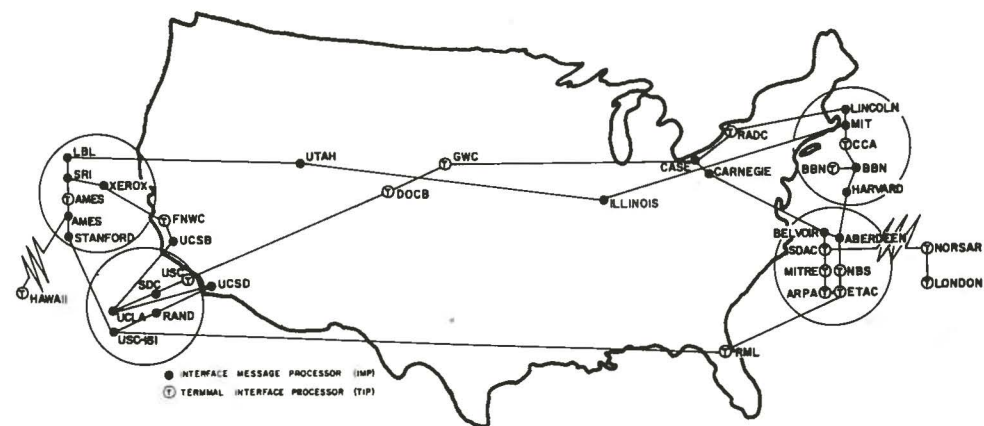 LBL
SRI
XEROX
T AMES
AMES
STANFORD
T HAWAII
UTAH
T GWC
T DOCB
ILLINOIS
T FNWC
UCSB
USC T
SDC
UCSD
UCLA
RAND
USC-ISI
T RADC
CASE
CARNEGIE
LINCOLN
MIT
T CCA
BBN T
BBN
HARVARD
BELVOIR
ABERDEEN
SDAC T
MITRE T
T NBS
ARPA T
T ETAC
T NORSAR
T LONDON
T RML
INTERFACE MESSAGE PROCESSOR (IMP)
T TERMMAL INTERFACE PROCESSOR (TIP)